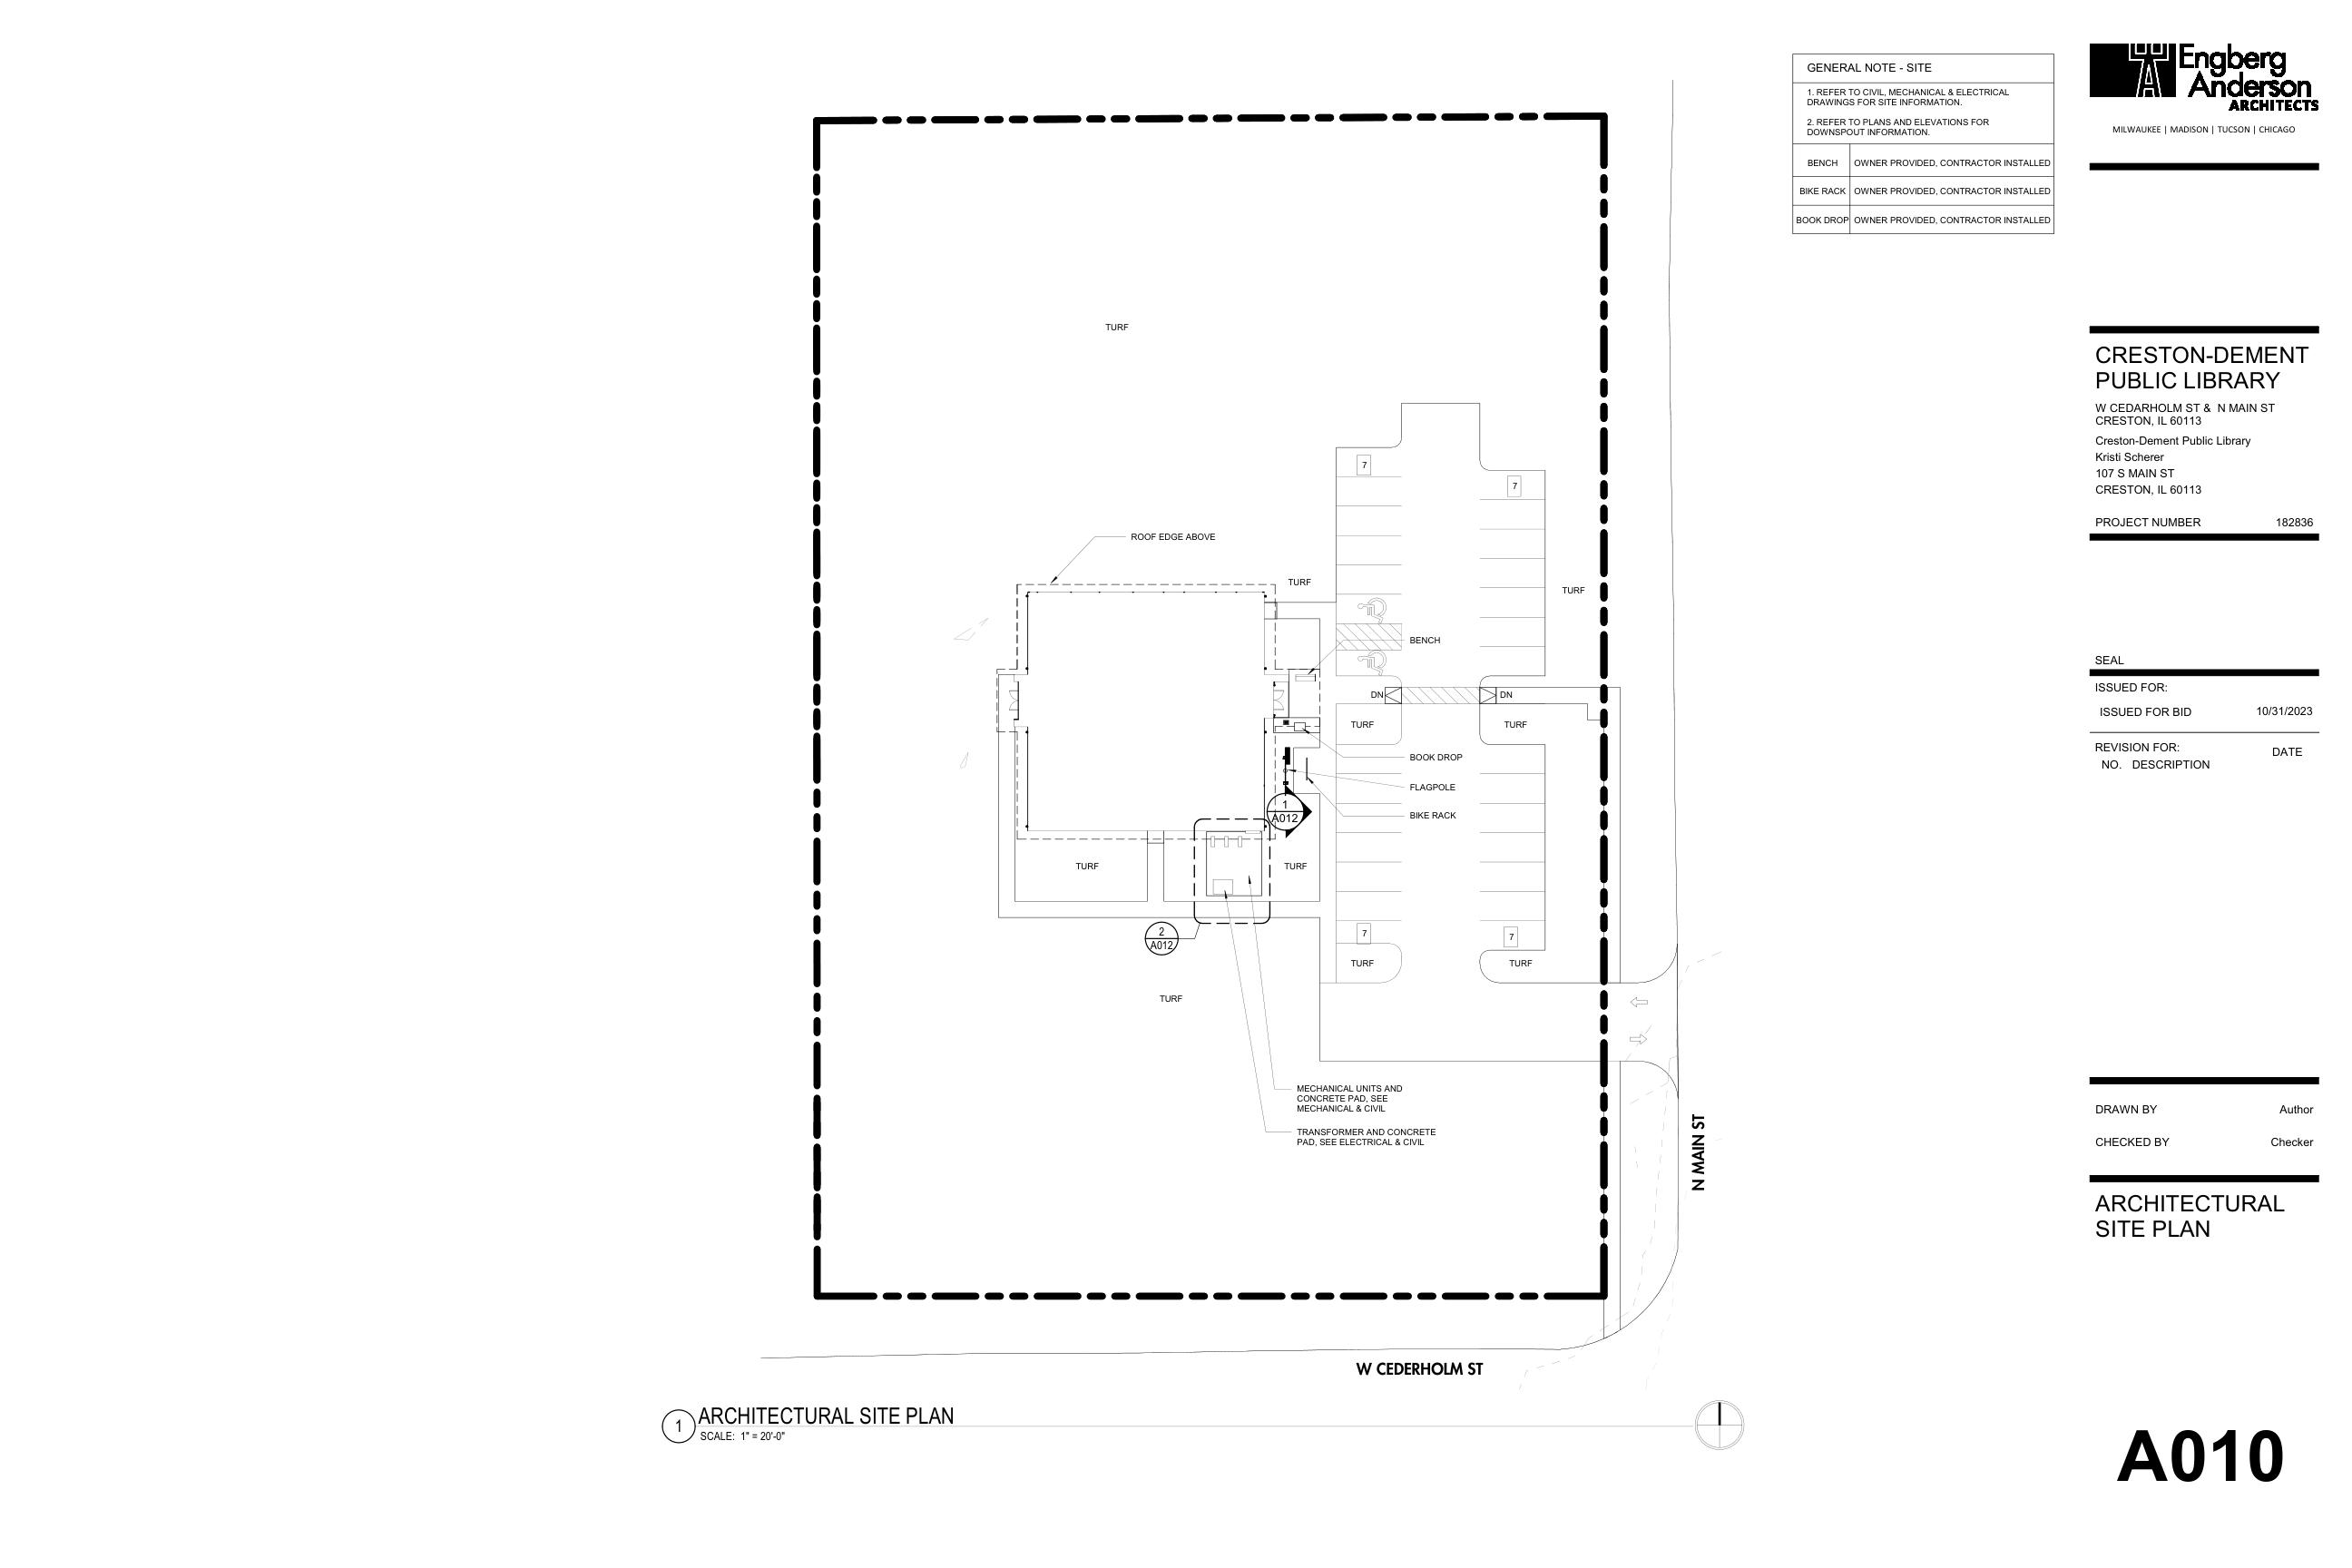 GENERAL NOTE - SITE
1. REFER TO CIVIL, MECHANICAL & ELECTRICAL
DRAWINGS FOR SITE INFORMATION.
2. REFER TO PLANS AND ELEVATIONS FOR
DOWNSPOUT INFORMATION.
BENCH OWNER PROVIDED, CONTRACTOR INSTALLED
BIKE RACK OWNER PROVIDED, CONTRACTOR INSTALLED
BOOK DROP OWNER PROVIDED, CONTRACTOR INSTALLED
Engberg
Anderson
ARCHITECTS
MILWAUKEE | MADISON | TUCSON | CHICAGO
CRESTON-DEMENT
PUBLIC LIBRARY
W CEDARHOLM ST & N MAIN ST
CRESTON, IL 60113
Creston-Dement Public Library
Kristi Scherer
107 S MAIN ST
CRESTON, IL 60113
PROJECT NUMBER 182836
SEAL
ISSUED FOR:
ISSUED FOR BID 10/31/2023
REVISION FOR:
NO. DESCRIPTION DATE
DRAWN BY Author
CHECKED BY Checker
ARCHITECTURAL
SITE PLAN
A010
TURF
7
7
ROOF EDGE ABOVE
TURF
TURF
BENCH
DN
DN
TURF
TURF
BOOK DROP
FLAGPOLE
1
A012
BIKE RACK
TURF
TURF
2
A012
7
7
TURF
TURF
TURF
MECHANICAL UNITS AND
CONCRETE PAD, SEE
MECHANICAL & CIVIL
TRANSFORMER AND CONCRETE
PAD, SEE ELECTRICAL & CIVIL
N MAIN ST
W CEDERHOLM ST
1
ARCHITECTURAL SITE PLAN
SCALE: 1" = 20'-0"